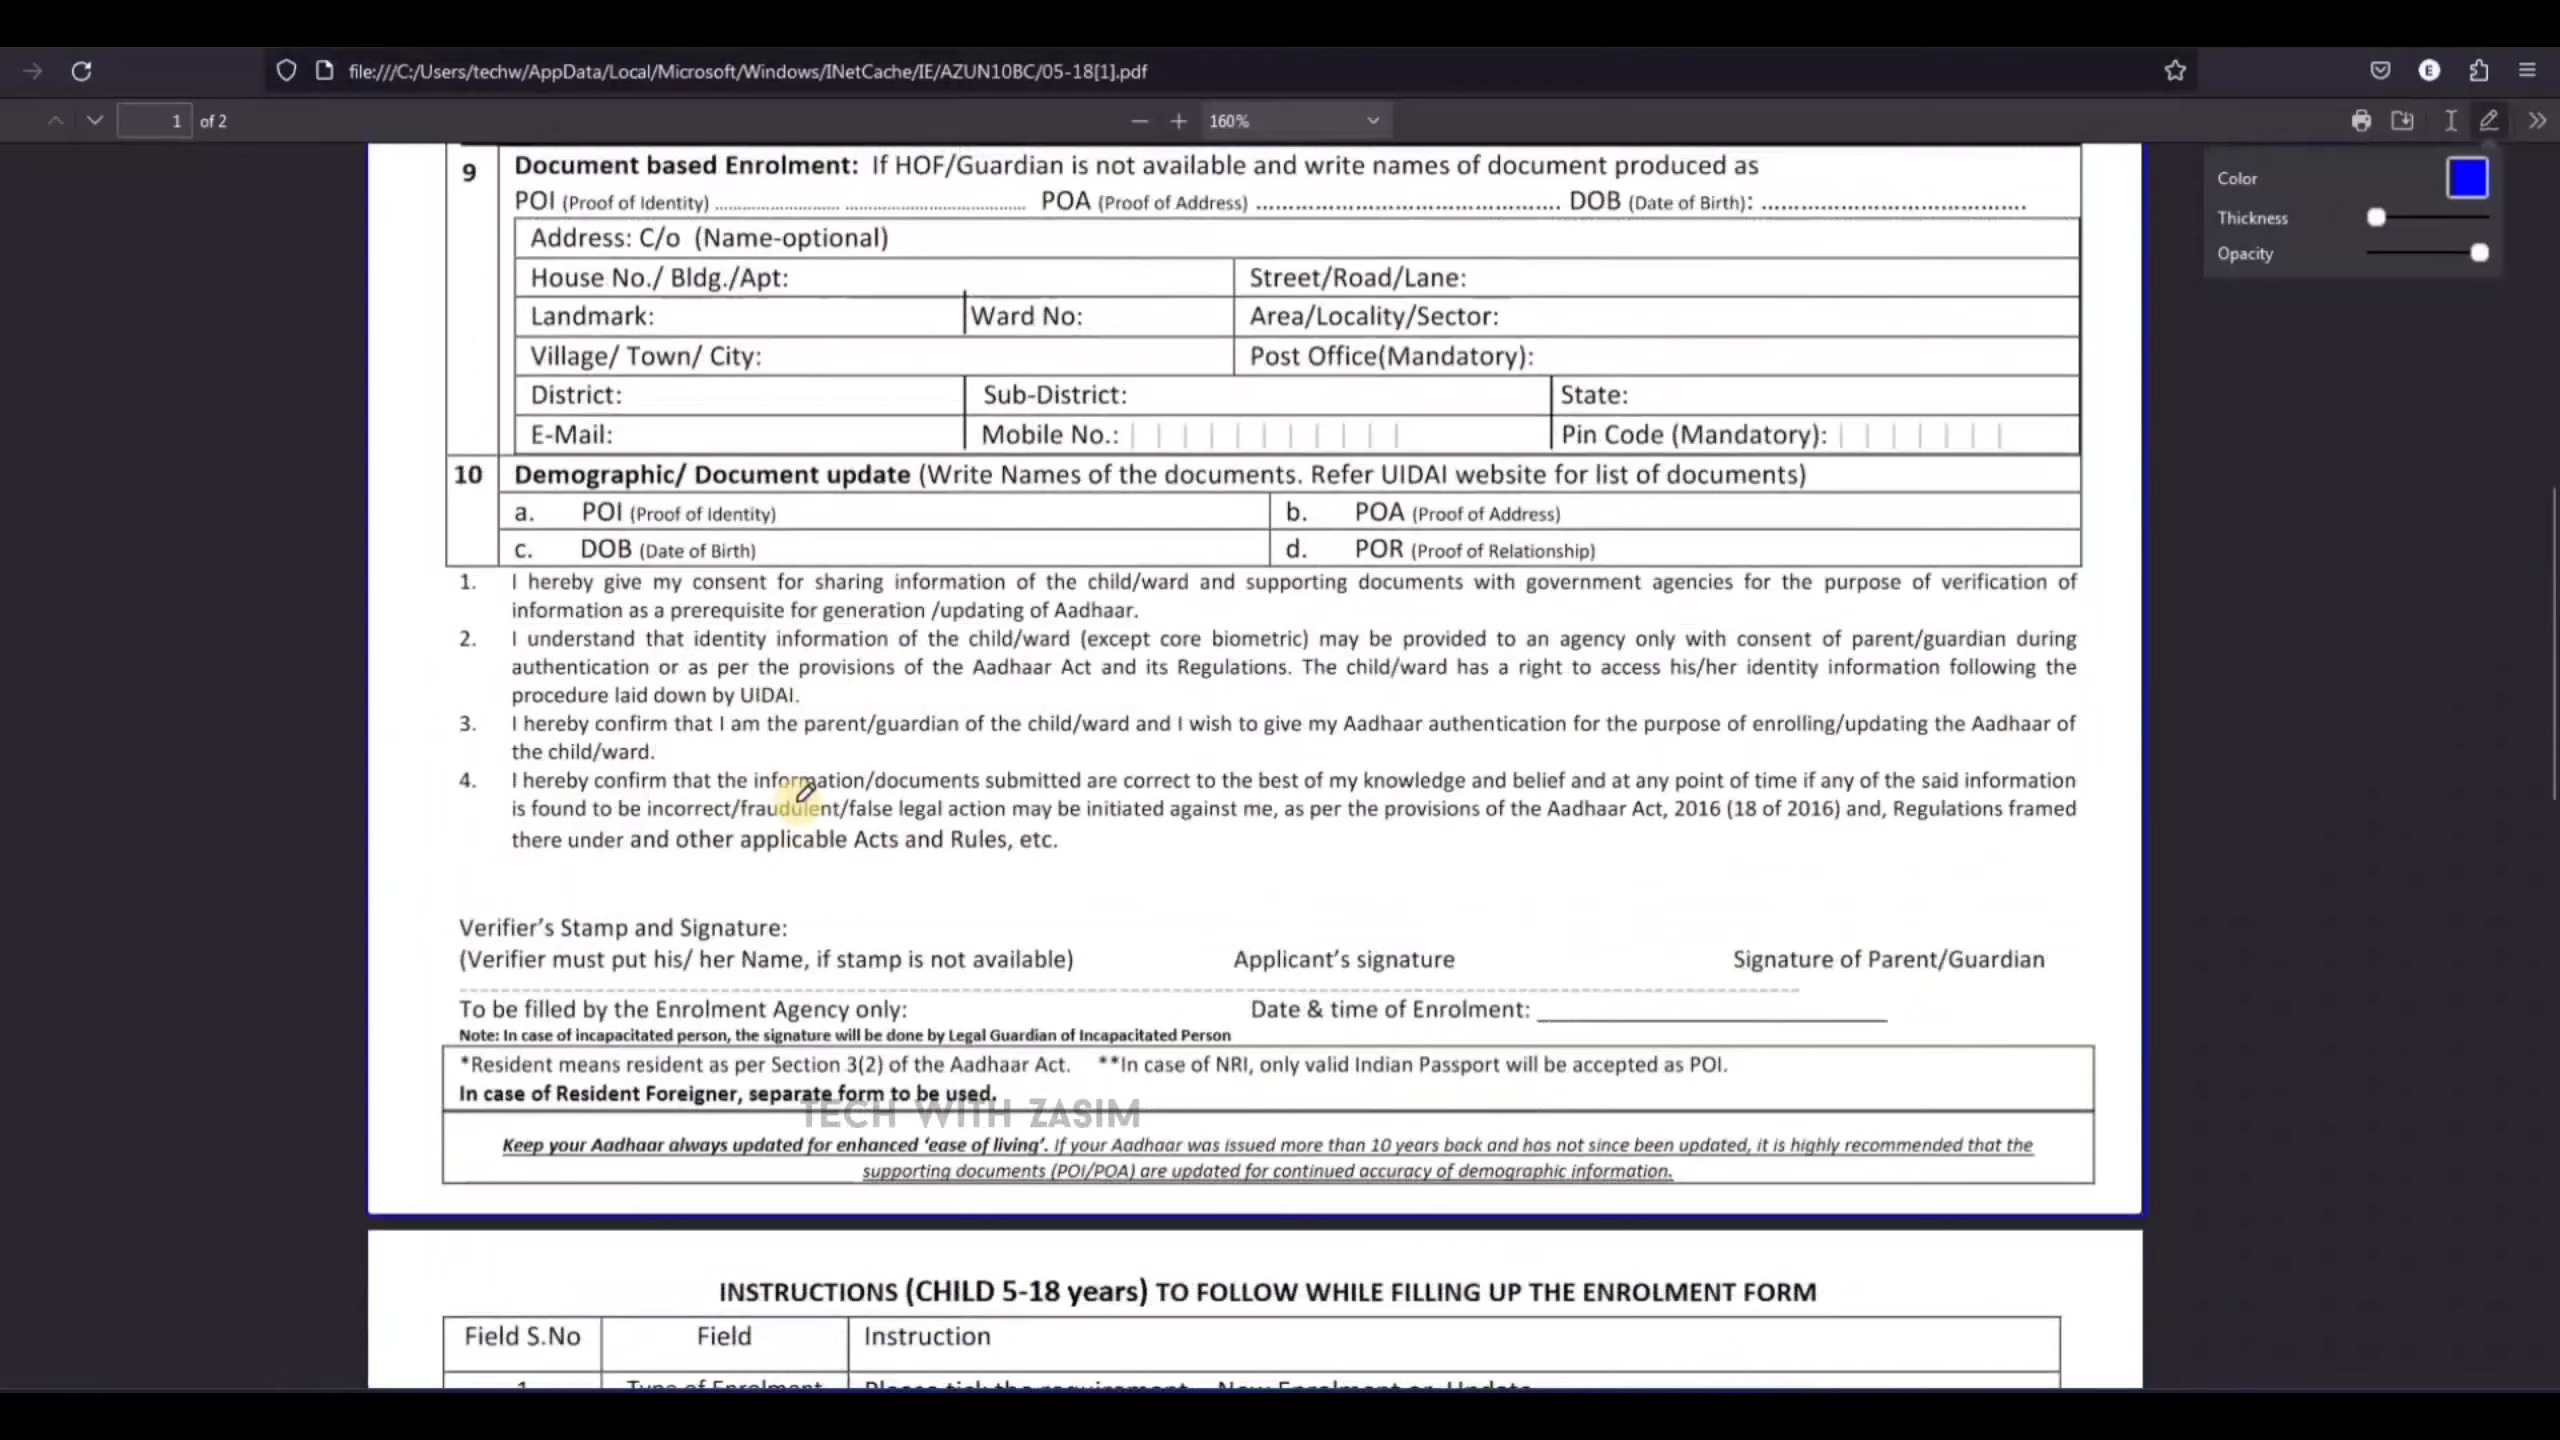 file:///C:/Users/techw/AppData/Local/Microsoft/Windows/INetCache/IE/AZUN10BC/05-18[1].pdf
1 of 2
160%
Color
Thickness
Opacity
9 Document based Enrolment: If HOF/Guardian is not available and write names of document produced as
POI (Proof of Identity) ............................... ............................................. POA (Proof of Address) .......................................... DOB (Date of Birth): .....................................
Address: C/o (Name-optional)
House No./ Bldg./Apt: Street/Road/Lane:
Landmark: Ward No: Area/Locality/Sector:
Village/ Town/ City: Post Office(Mandatory):
District: Sub-District: State:
E-Mail: Mobile No.: Pin Code (Mandatory):
10 Demographic/ Document update (Write Names of the documents. Refer UIDAI website for list of documents)
a. POI (Proof of Identity) b. POA (Proof of Address)
c. DOB (Date of Birth) d. POR (Proof of Relationship)
1. I hereby give my consent for sharing information of the child/ward and supporting documents with government agencies for the purpose of verification of
information as a prerequisite for generation /updating of Aadhaar.
2. I understand that identity information of the child/ward (except core biometric) may be provided to an agency only with consent of parent/guardian during
authentication or as per the provisions of the Aadhaar Act and its Regulations. The child/ward has a right to access his/her identity information following the
procedure laid down by UIDAI.
3. I hereby confirm that I am the parent/guardian of the child/ward and I wish to give my Aadhaar authentication for the purpose of enrolling/updating the Aadhaar of
the child/ward.
4. I hereby confirm that the information/documents submitted are correct to the best of my knowledge and belief and at any point of time if any of the said information
is found to be incorrect/fraudulent/false legal action may be initiated against me, as per the provisions of the Aadhaar Act, 2016 (18 of 2016) and, Regulations framed
there under and other applicable Acts and Rules, etc.
Verifier’s Stamp and Signature:
(Verifier must put his/ her Name, if stamp is not available) Applicant’s signature Signature of Parent/Guardian
To be filled by the Enrolment Agency only: Date & time of Enrolment: ____________________
Note: In case of incapacitated person, the signature will be done by Legal Guardian of Incapacitated Person
*Resident means resident as per Section 3(2) of the Aadhaar Act. **In case of NRI, only valid Indian Passport will be accepted as POI.
In case of Resident Foreigner, separate form to be used.
TECH WITH ZASIM
Keep your Aadhaar always updated for enhanced ‘ease of living’. If your Aadhaar was issued more than 10 years back and has not since been updated, it is highly recommended that the
supporting documents (POI/POA) are updated for continued accuracy of demographic information.
INSTRUCTIONS (CHILD 5-18 years) TO FOLLOW WHILE FILLING UP THE ENROLMENT FORM
Field S.No Field Instruction
1 Type of Enrolment Please tick the requirement – New Enrolment or Update